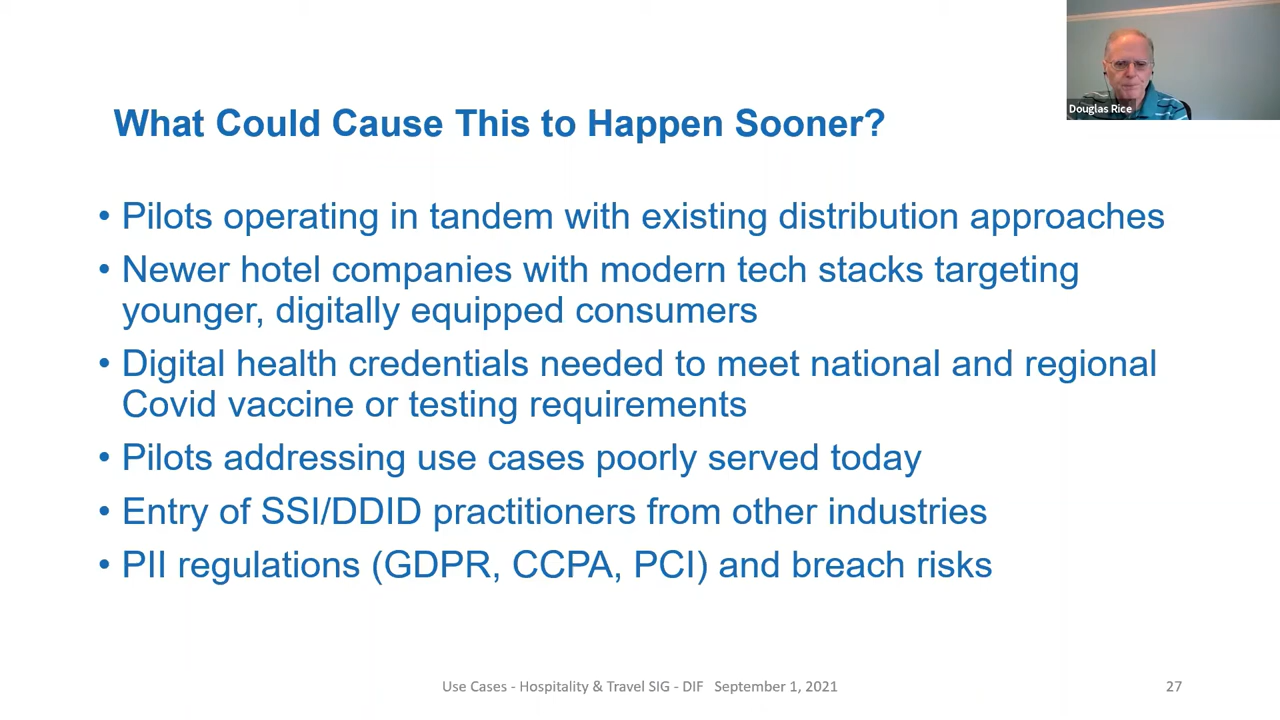 Douglas Rice
What Could Cause This to Happen Sooner?
• Pilots operating in tandem with existing distribution approaches
• Newer hotel companies with modern tech stacks targeting
younger, digitally equipped consumers
• Digital health credentials needed to meet national and regional
Covid vaccine or testing requirements
• Pilots addressing use cases poorly served today
• Entry of SSI/DDID practitioners from other industries
• PII regulations (GDPR, CCPA, PCI) and breach risks
Use Cases - Hospitality & Travel SIG - DIF September 1, 2021
27